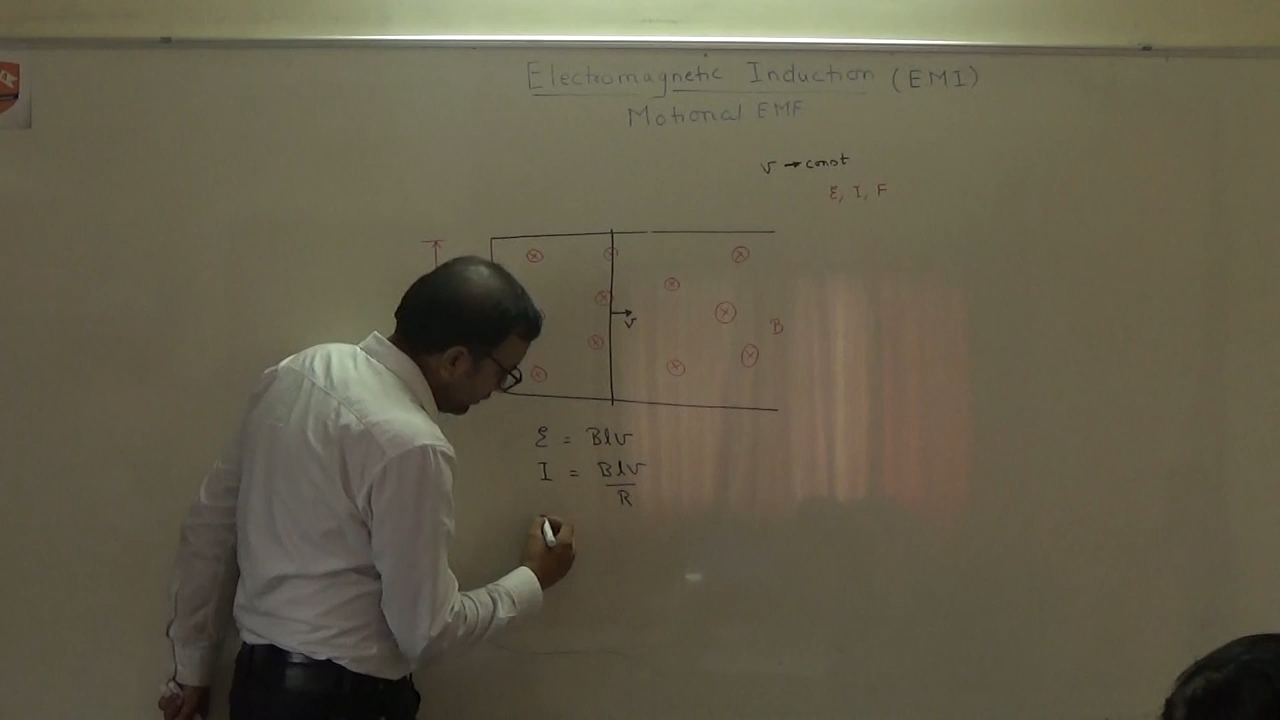 Electromagnetic Induction (EMI)
Motional EMF
v → const
ε, I, F
v
B
ε = Blv
I = Blv/R